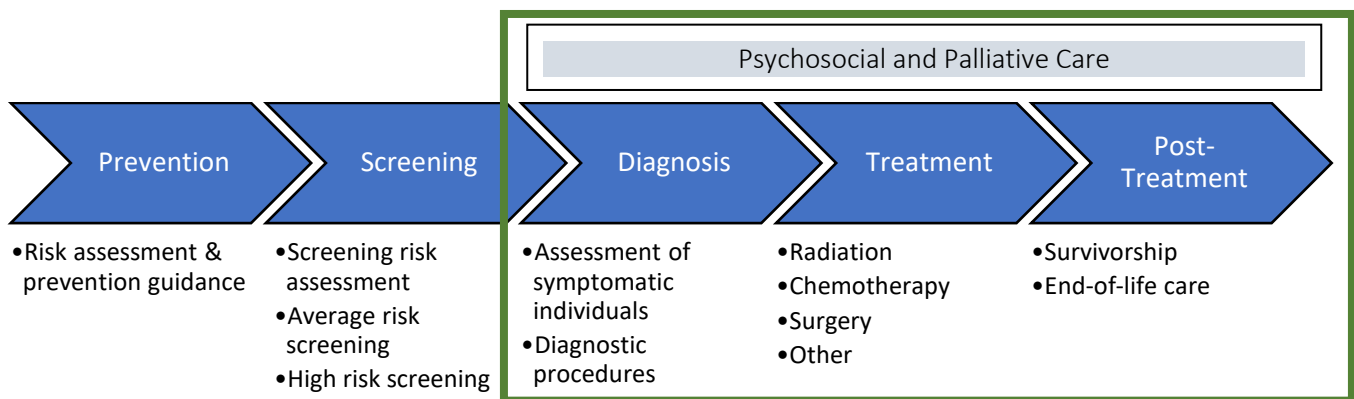 Psychosocial and Palliative Care
Prevention
Screening
Diagnosis
Treatment
Post-
Treatment
•Risk assessment &
prevention guidance
•Screening risk
assessment
•Average risk
screening
•High risk screening
•Assessment of
symptomatic
individuals
•Diagnostic
procedures
•Radiation
•Chemotherapy
•Surgery
•Other
•Survivorship
•End-of-life care